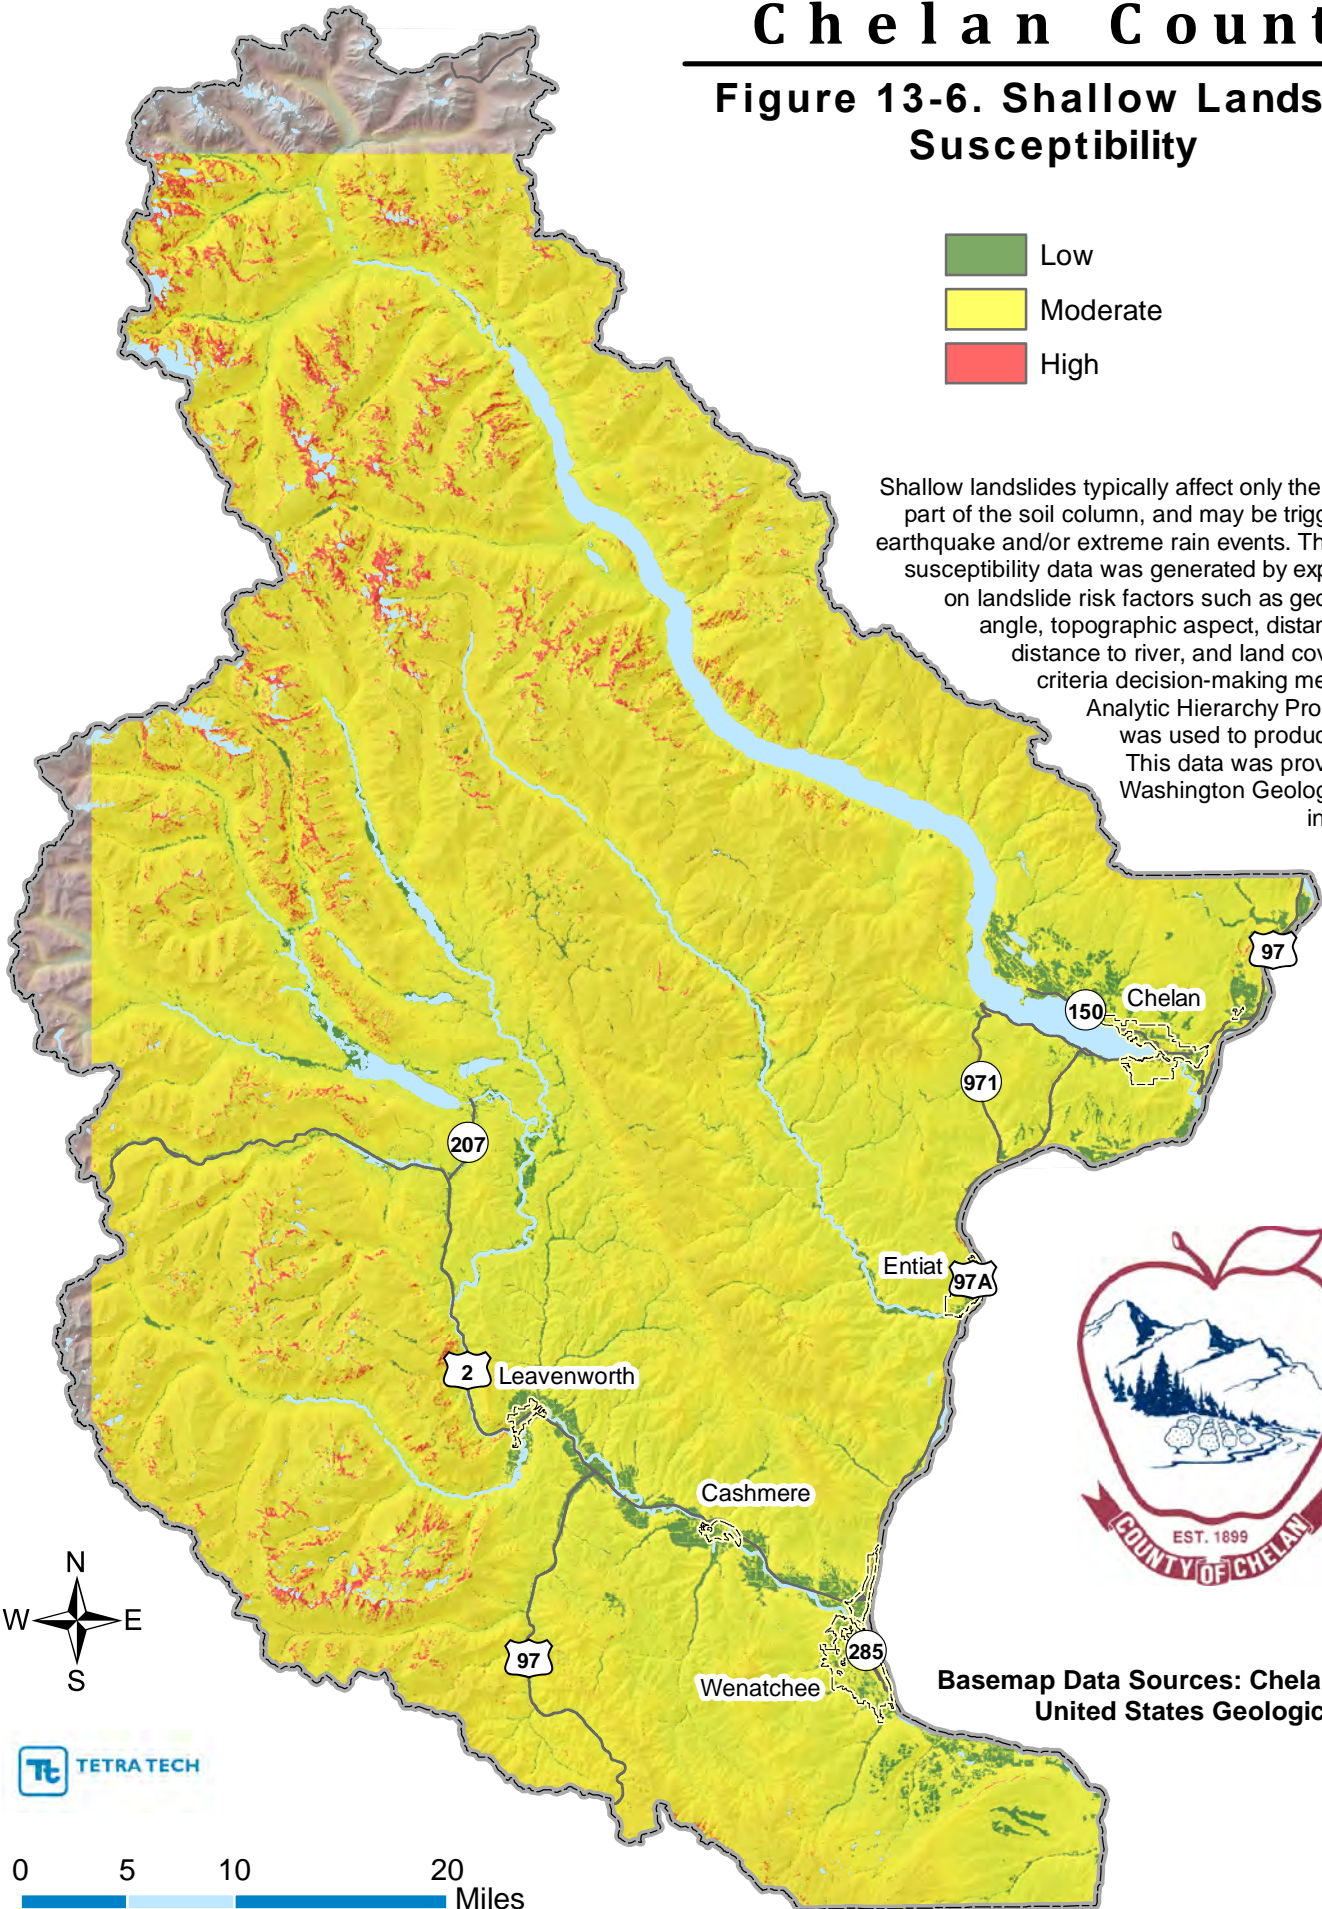 Chelan Count
Figure 13-6. Shallow Lands
Susceptibility
Low
Moderate
High
Shallow landslides typically affect only the
part of the soil column, and may be trigg
earthquake and/or extreme rain events. Th
susceptibility data was generated by exp
on landslide risk factors such as geo
angle, topographic aspect, distan
distance to river, and land cov
criteria decision-making me
Analytic Hierarchy Pro
was used to produc
This data was prov
Washington Geolog
in
97
150
Chelan
971
207
Entiat
97A
2
Leavenworth
Cashmere
EST. 1899
COUNTY OF CHELAN
N
W E
S
97
285
Wenatchee
Basemap Data Sources: Chela
United States Geologic
Tt TETRA TECH
0 5 10 20
Miles